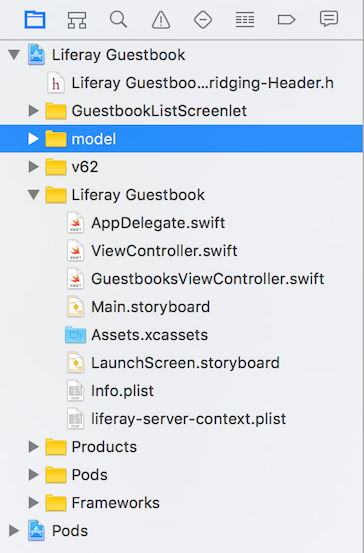 Liferay Guestbook
h Liferay Guestboo...ridging-Header.h
GuestbookListScreenlet
model
v62
Liferay Guestbook
AppDelegate.swift
ViewController.swift
GuestbooksViewController.swift
Main.storyboard
Assets.xcassets
LaunchScreen.storyboard
Info.plist
liferay-server-context.plist
Products
Pods
Frameworks
Pods